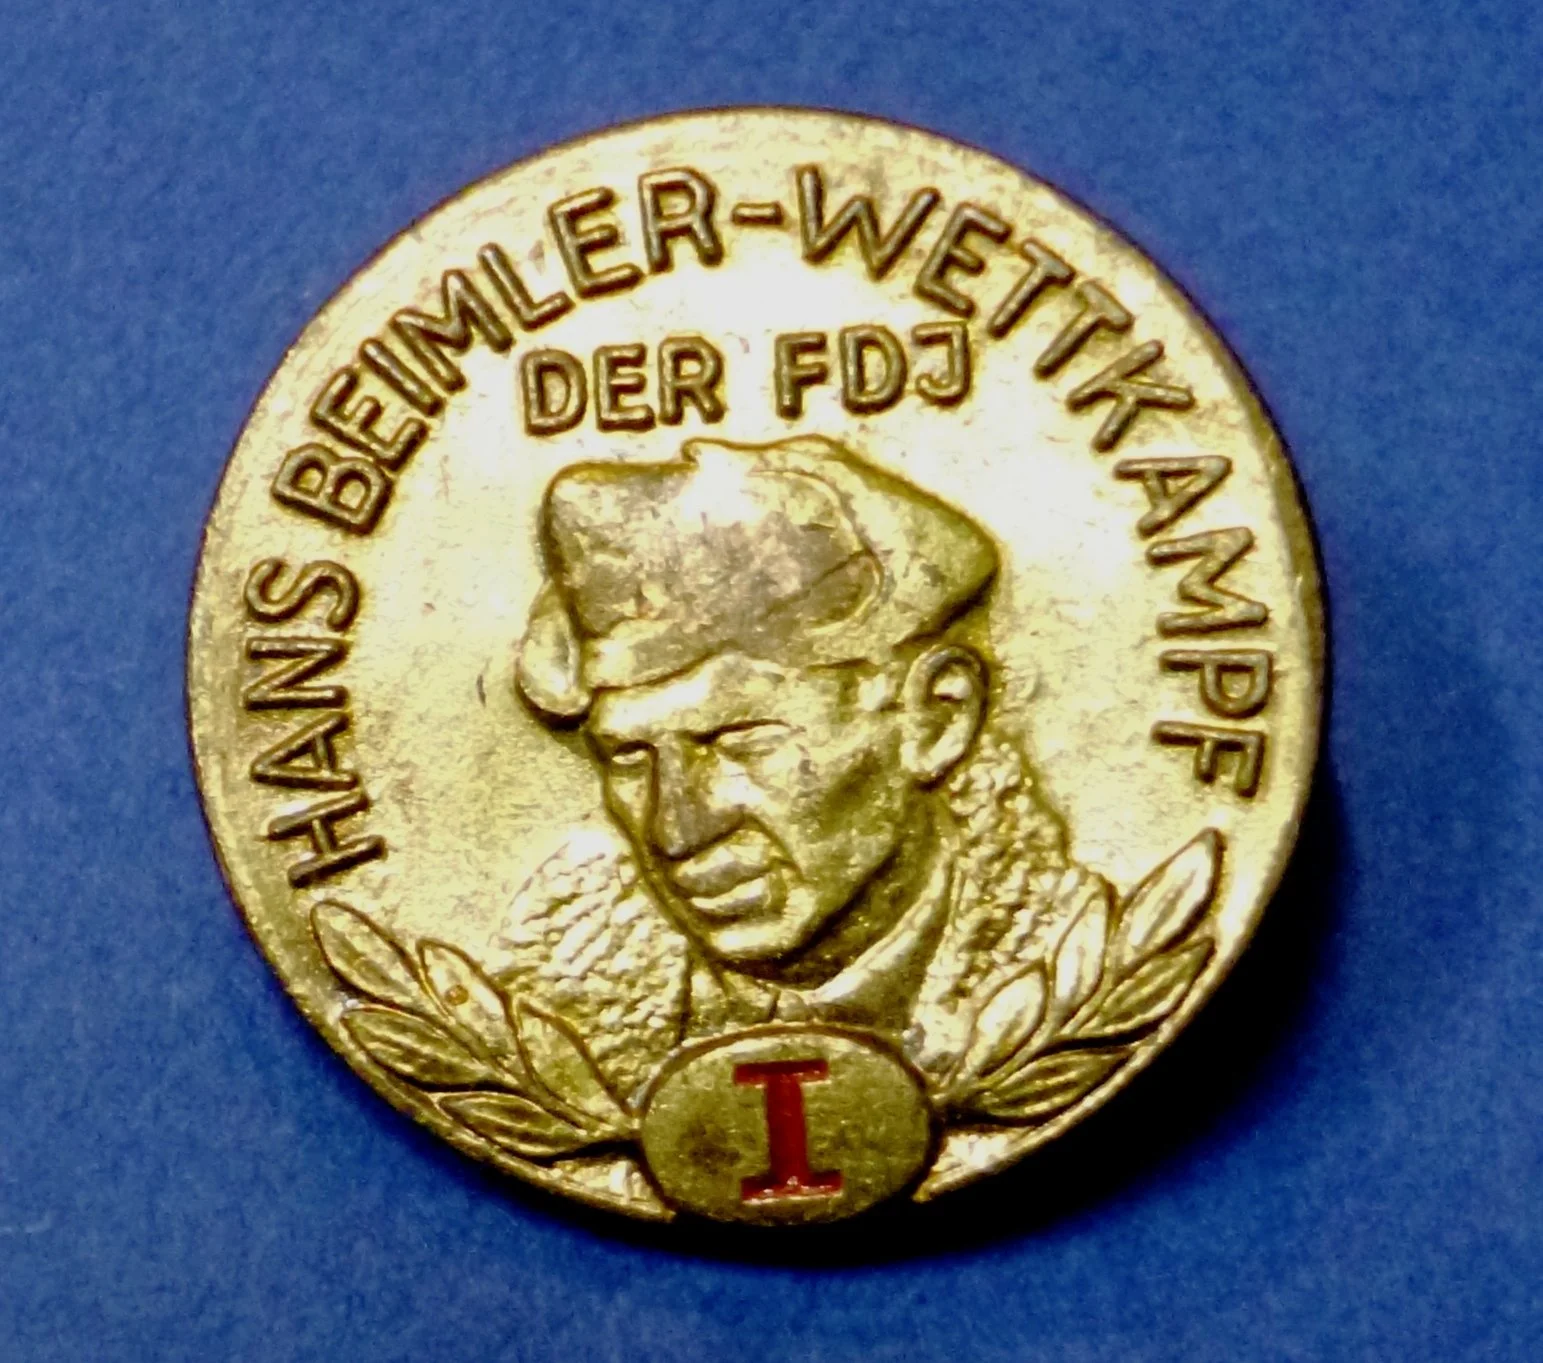 HANS BEIMLER-WETTKAMPF
DER FDJ
I